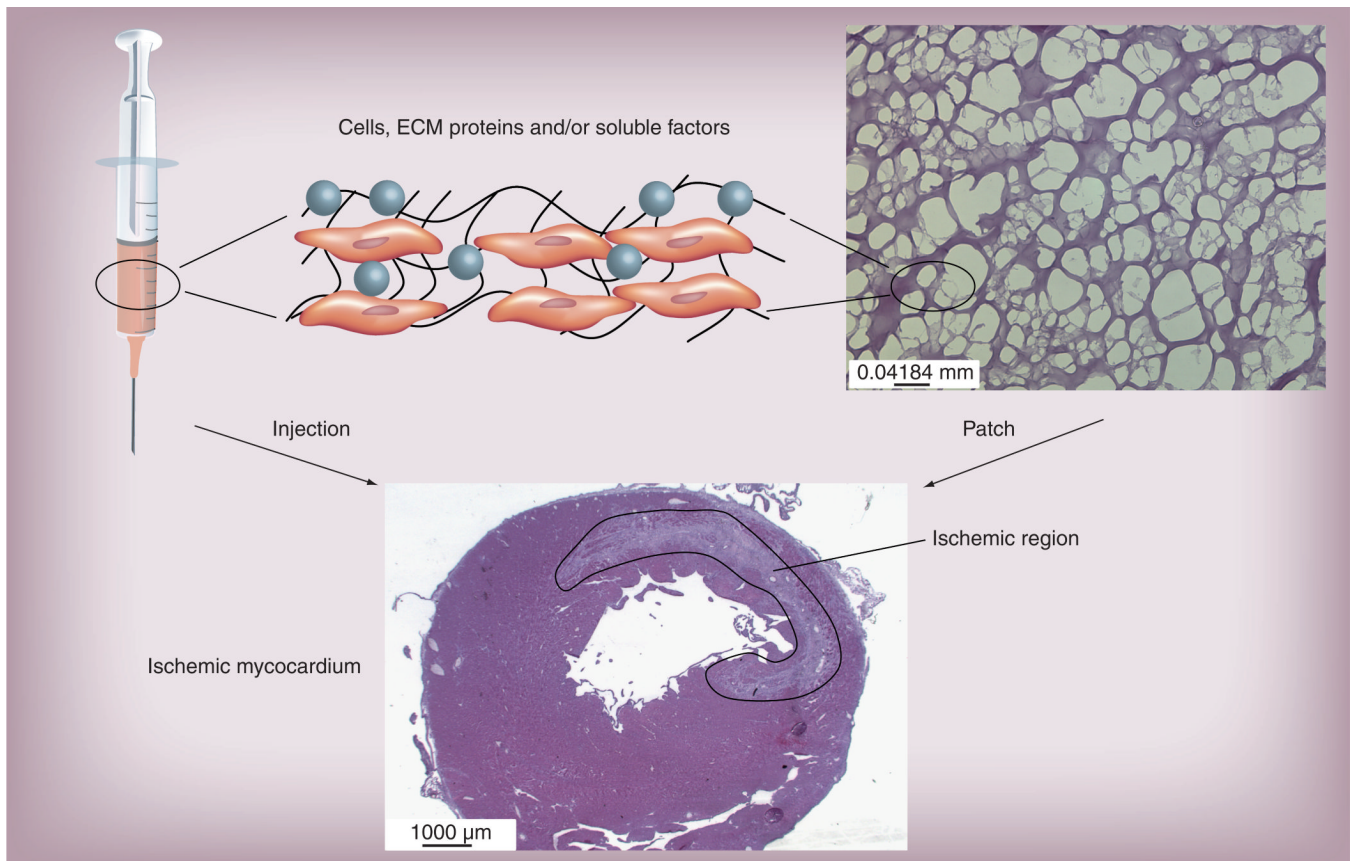 Cells, ECM proteins and/or soluble factors
0.04184 mm
Injection
Patch
Ischemic region
Ischemic mycocardium
1000 µm